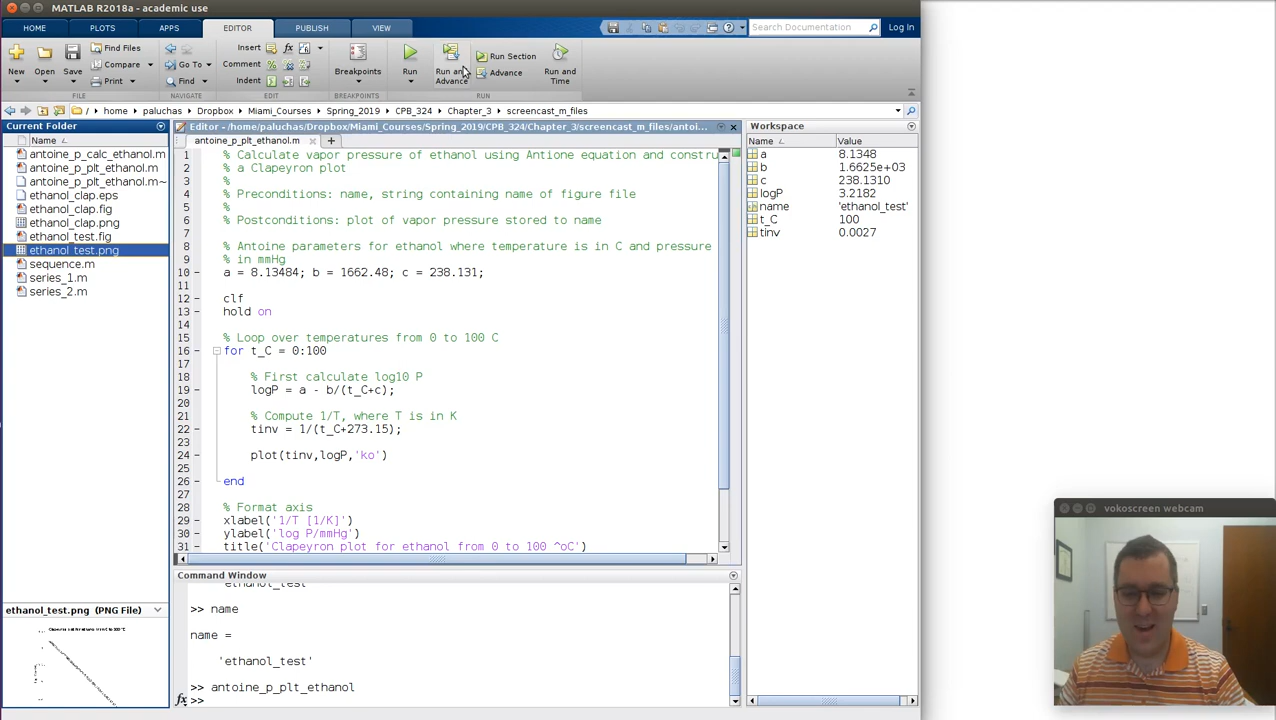 MATLAB R2018a - academic use
HOME PLOTS APPS EDITOR PUBLISH VIEW
Search Documentation
Log In
New Open Save
Find Files
Compare
Print
Go To
Find
Insert
Comment
Indent
Breakpoints
Run
Run and Advance
Run Section
Advance
Run and Time
FILE NAVIGATE EDIT BREAKPOINTS RUN
/ home paluchas Dropbox Miami_Courses Spring_2019 CPB_324 Chapter_3 screencast_m_files
Current Folder
Name
antoine_p_calc_ethanol.m
antoine_p_plt_ethanol.m
antoine_p_plt_ethanol.m~
ethanol_clap.eps
ethanol_clap.fig
ethanol_clap.png
ethanol_test.fig
ethanol_test.png
sequence.m
series_1.m
series_2.m
ethanol_test.png (PNG File)
Editor - /home/paluchas/Dropbox/Miami_Courses/Spring_2019/CPB_324/Chapter_3/screencast_m_files/antoi...
antoine_p_plt_ethanol.m
1 % Calculate vapor pressure of ethanol using Antione equation and constru
2 % a Clapeyron plot
3 %
4 % Preconditions: name, string containing name of figure file
5 %
6 % Postconditions: plot of vapor pressure stored to name
7
8 % Antoine parameters for ethanol where temperature is in C and pressure
9 % in mmHg
10 a = 8.13484; b = 1662.48; c = 238.131;
11
12 clf
13 hold on
14
15 % Loop over temperatures from 0 to 100 C
16 for t_C = 0:100
17
18 % First calculate log10 P
19 logP = a - b/(t_C+c);
20
21 % Compute 1/T, where T is in K
22 tinv = 1/(t_C+273.15);
23
24 plot(tinv,logP,'ko')
25
26 end
27
28 % Format axis
29 xlabel('1/T [1/K]')
30 ylabel('log P/mmHg')
31 title('Clapeyron plot for ethanol from 0 to 100 ^oC')
Command Window
'ethanol_test'
>> name
name =
'ethanol_test'
>> antoine_p_plt_ethanol
fx >>
Workspace
Name Value
a 8.1348
b 1.6625e+03
c 238.1310
logP 3.2182
name 'ethanol_test'
t_C 100
tinv 0.0027
vokoscreen webcam